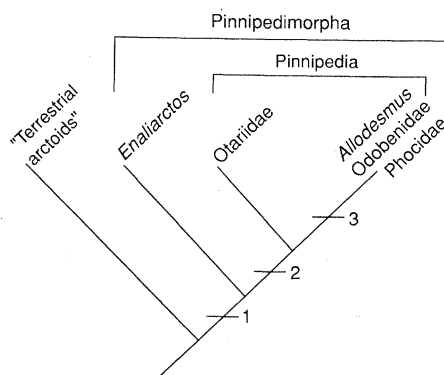 Pinnipedimorpha
Pinnipedia
"Terrestrial
arctoids"
Enaliarctos
Otariidae
Allodesmus
Odobenidae
Phocidae
3
2
1